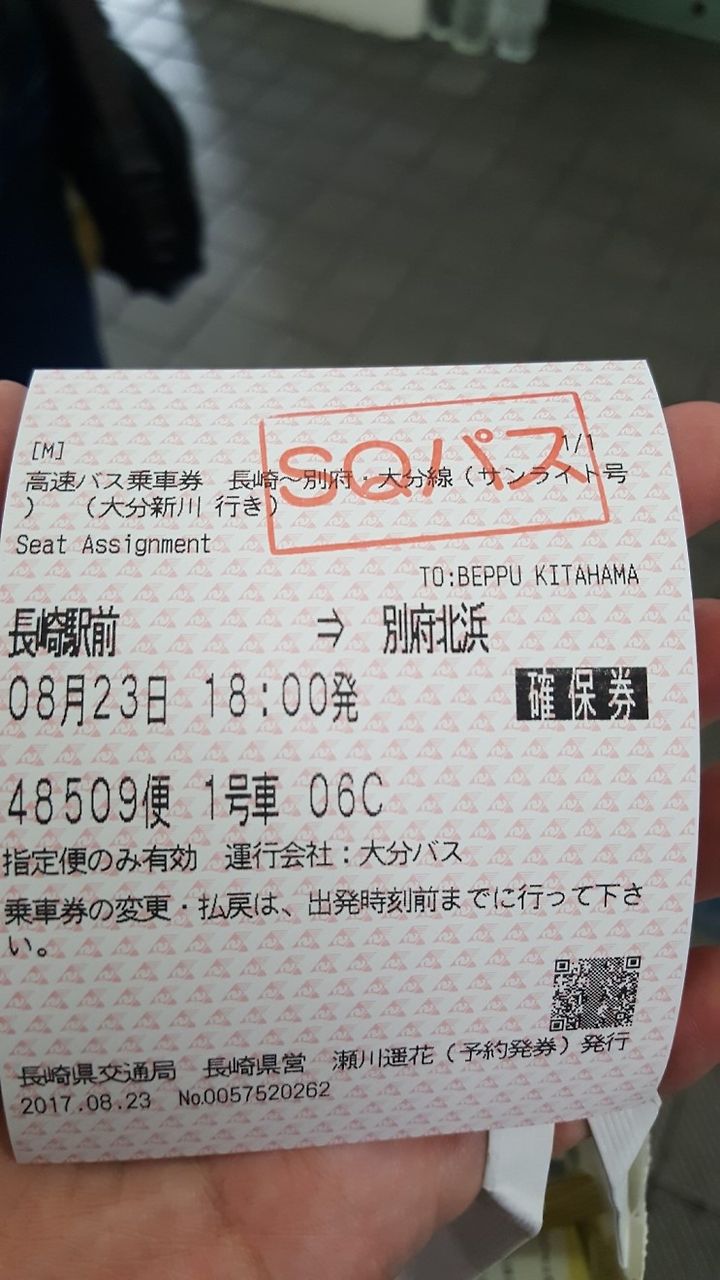 SQパス
[M] 1/1
高速バス乗車券 長崎~別府・大分線(サンライト号
) (大分新川 行き)
Seat Assignment
TO:BEPPU KITAHAMA
長崎駅前 ⇒ 別府北浜
08月23日 18:00発 確保券
48509便 1号車 06C
指定便のみ有効 運行会社:大分バス
乗車券の変更・払戻は、出発時刻前までに行って下さ
い。
長崎県交通局 長崎県営 瀬川遥花(予約発券)発行
2017.08.23 No.0057520262